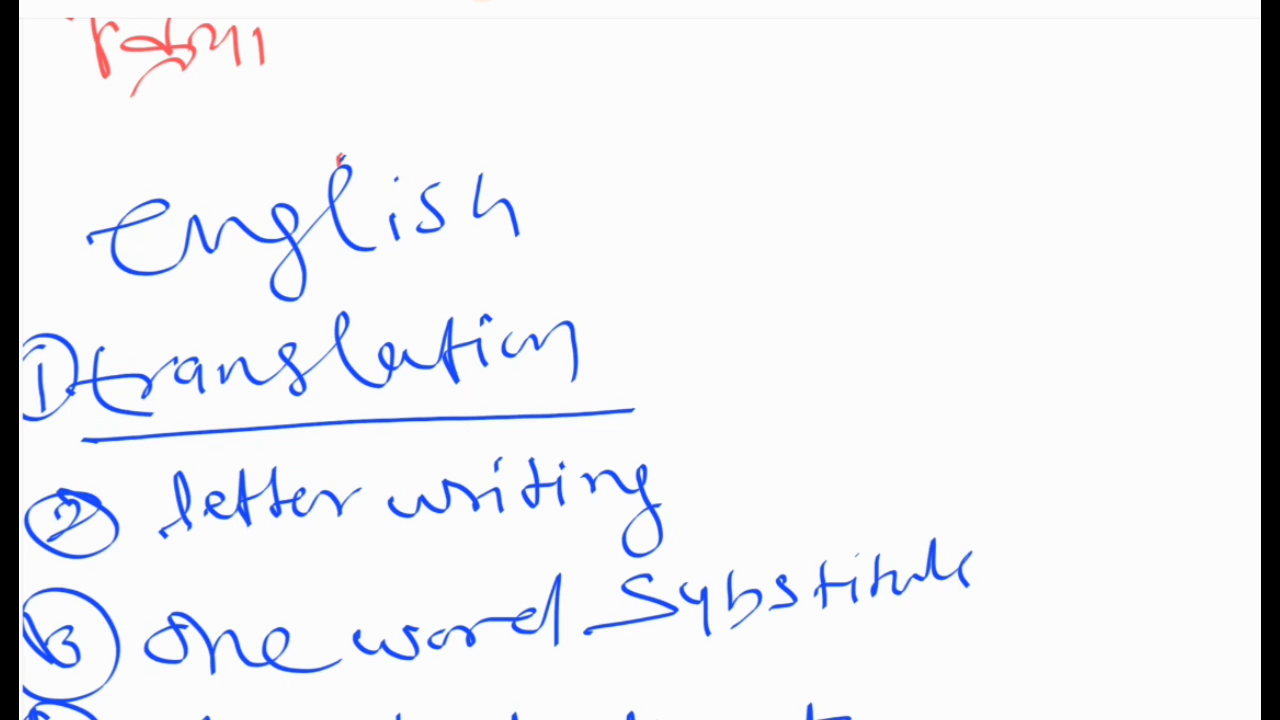 English
① translation
② letter writing
③ one word Substitute